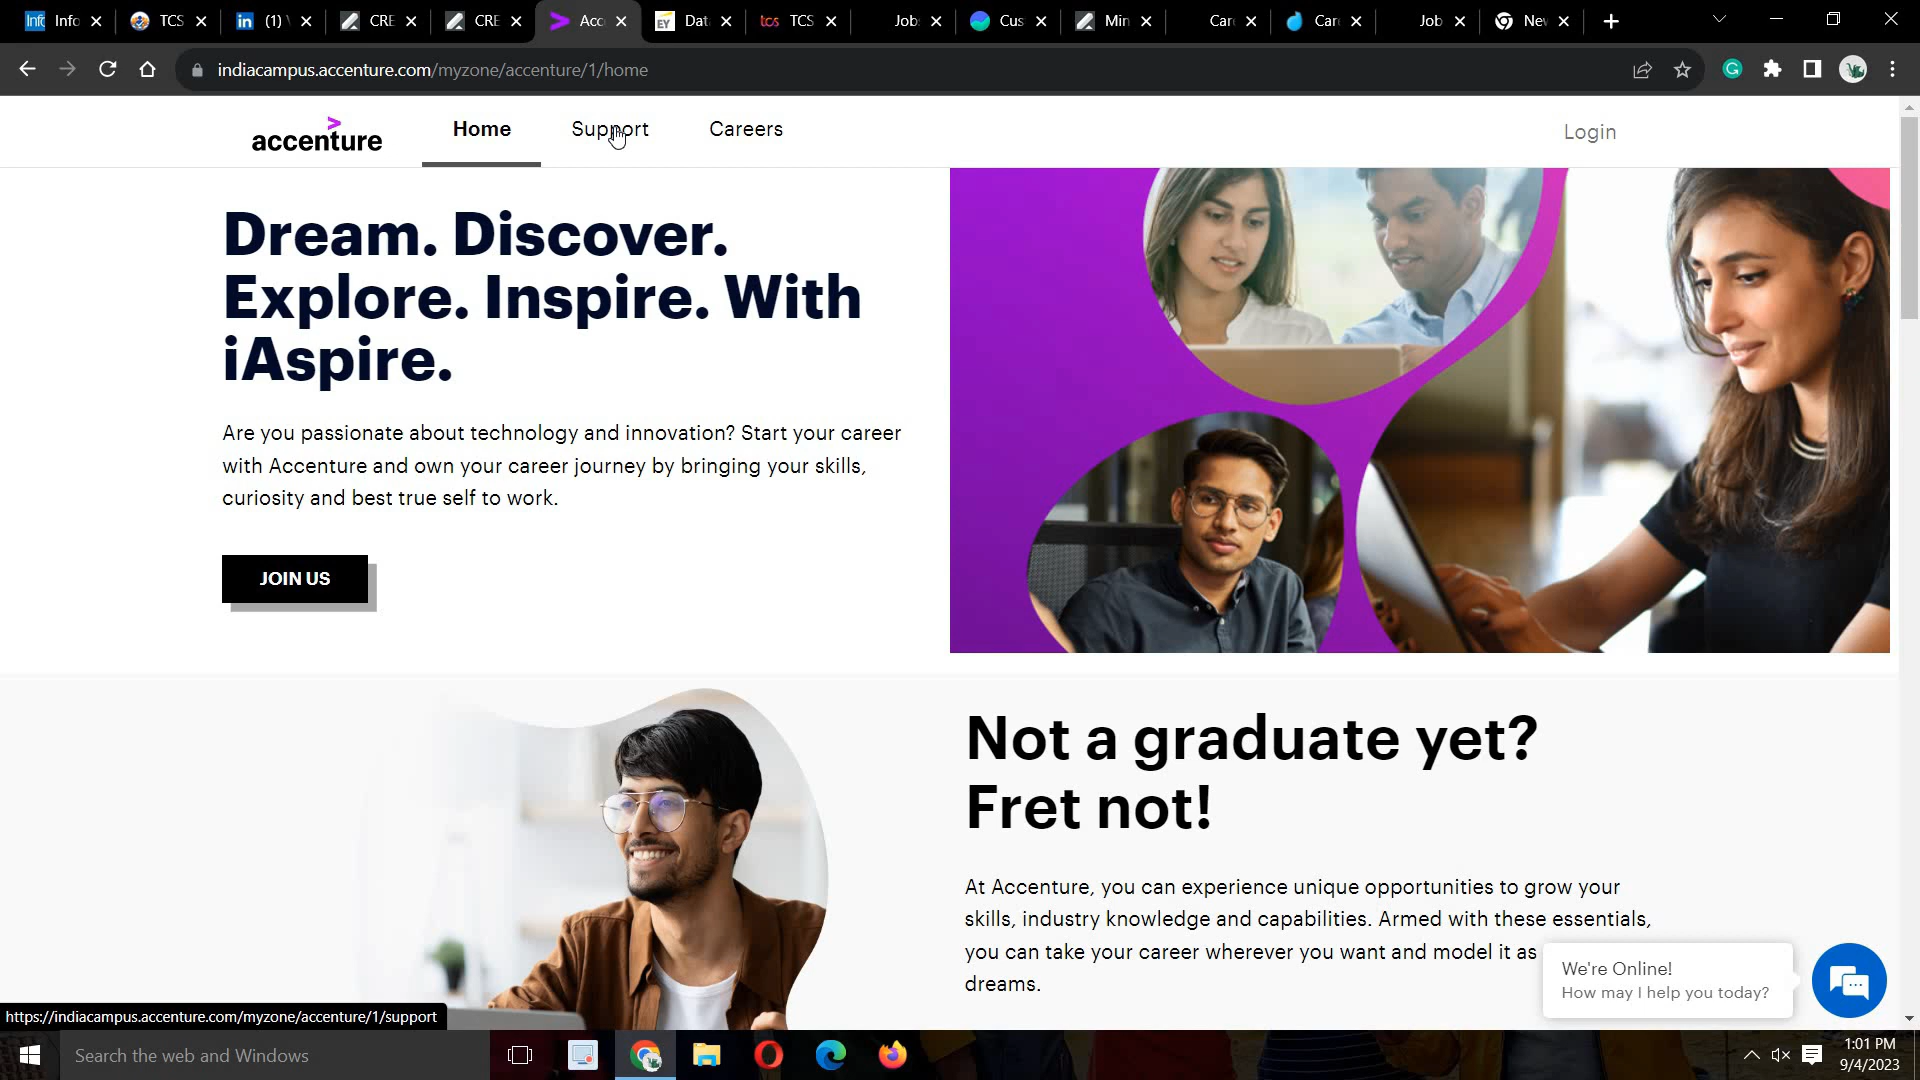 Info
TCS
(1)
CRE
CRE
Acc
Dat
TCS
Job
Cus
Min
Car
Car
Job
Nev
indiacampus.accenture.com/myzone/accenture/1/home
accenture
Home
Support
Careers
Login
Dream. Discover.
Explore. Inspire. With
iAspire.
Are you passionate about technology and innovation? Start your career
with Accenture and own your career journey by bringing your skills,
curiosity and best true self to work.
JOIN US
Not a graduate yet?
Fret not!
At Accenture, you can experience unique opportunities to grow your
skills, industry knowledge and capabilities. Armed with these essentials,
you can take your career wherever you want and model it as
dreams.
We're Online!
How may I help you today?
https://indiacampus.accenture.com/myzone/accenture/1/support
Search the web and Windows
1:01 PM
9/4/2023